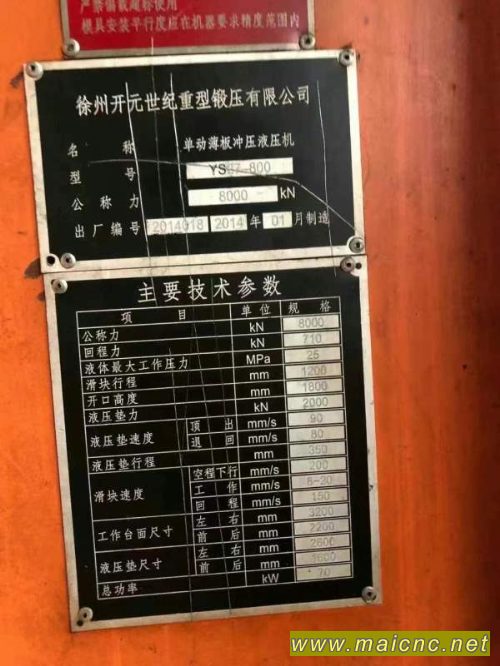 严禁偏载超标使用
模具安装平行度应在机器要求精度范围内
徐州开元世纪重型锻压有限公司
名称 单动薄板冲压液压机
型号 YS27-800
公称力 8000 kN
出厂编号 2014018 2014 年 01 月制造
主要技术参数
项目 单位 规格
公称力 kN 8000
回程力 kN 710
液体最大工作压力 MPa 25
滑块行程 mm 1200
开口高度 mm 1800
液压垫力 kN 2000
液压垫速度 顶出 mm/s 90
退回 mm/s 80
液压垫行程 mm 350
滑块速度 空程下行 mm/s 200
工作 mm/s
回程 mm/s 150
工作台面尺寸 左右 mm 3200
前后 mm 2200
液压垫尺寸 左右 mm 2600
前后 mm 1600
总功率 kW 70
www.maicnc.net